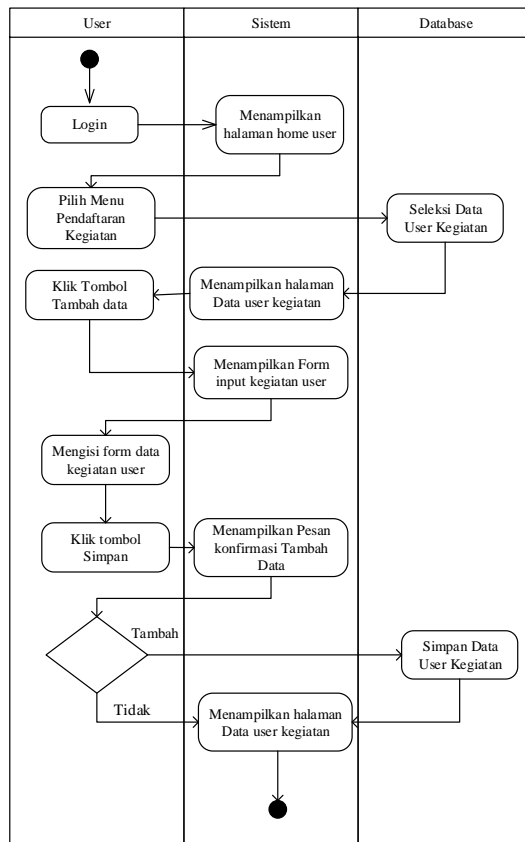 User
Sistem
Database
Login
Menampilkan
halaman home user
Pilih Menu
Pendaftaran
Kegiatan
Seleksi Data
User Kegiatan
Menampilkan halaman
Data user kegiatan
Klik Tombol
Tambah data
Menampilkan Form
input kegiatan user
Mengisi form data
kegiatan user
Klik tombol
Simpan
Menampilkan Pesan
konfirmasi Tambah
Data
Tambah
Simpan Data
User Kegiatan
Tidak
Menampilkan halaman
Data user kegiatan